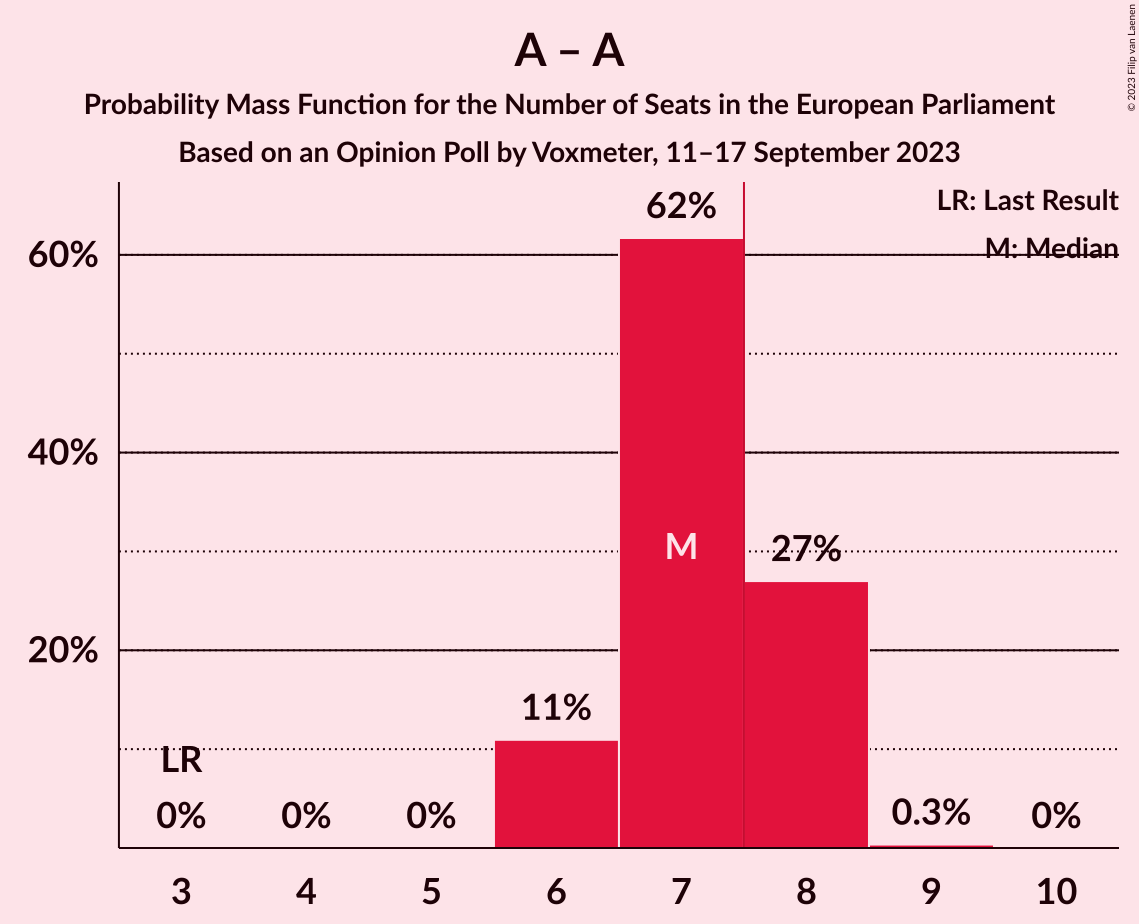 A – A
Probability Mass Function for the Number of Seats in the European Parliament
Based on an Opinion Poll by Voxmeter, 11–17 September 2023
© 2023 Filip van Laenen
LR: Last Result
M: Median
62%
60%
40%
M
27%
20%
11%
LR
0%
0%
0%
0.3%
0%
3 4 5 6 7 8 9 10